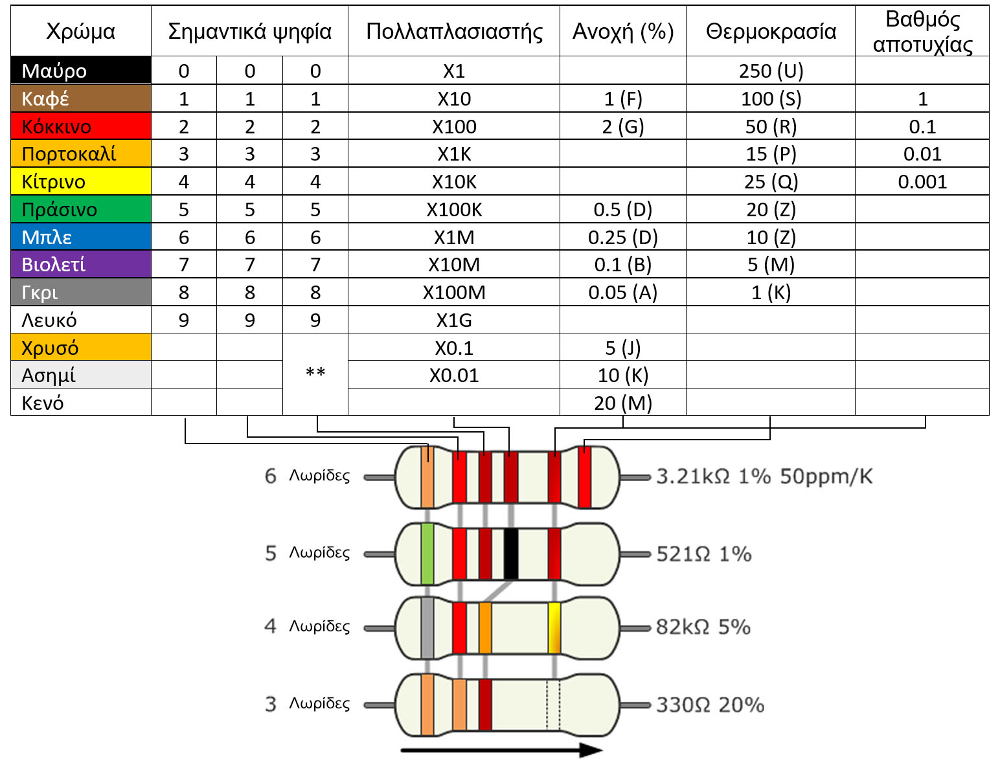 Χρώμα Σημαντικά ψηφία Πολλαπλασιαστής Ανοχή (%) Θερμοκρασία Βαθμός αποτυχίας
Μαύρο 0 0 0 X1 250 (U)
Καφέ 1 1 1 X10 1 (F) 100 (S) 1
Κόκκινο 2 2 2 X100 2 (G) 50 (R) 0.1
Πορτοκαλί 3 3 3 X1K 15 (P) 0.01
Κίτρινο 4 4 4 X10K 25 (Q) 0.001
Πράσινο 5 5 5 X100K 0.5 (D) 20 (Z)
Μπλε 6 6 6 X1M 0.25 (D) 10 (Z)
Βιολετί 7 7 7 X10M 0.1 (B) 5 (M)
Γκρι 8 8 8 X100M 0.05 (A) 1 (K)
Λευκό 9 9 9 X1G
Χρυσό X0.1 5 (J)
Ασημί ** X0.01 10 (K)
Κενό 20 (M)
6 Λωρίδες 3.21kΩ 1% 50ppm/K
5 Λωρίδες 521Ω 1%
4 Λωρίδες 82kΩ 5%
3 Λωρίδες 330Ω 20%